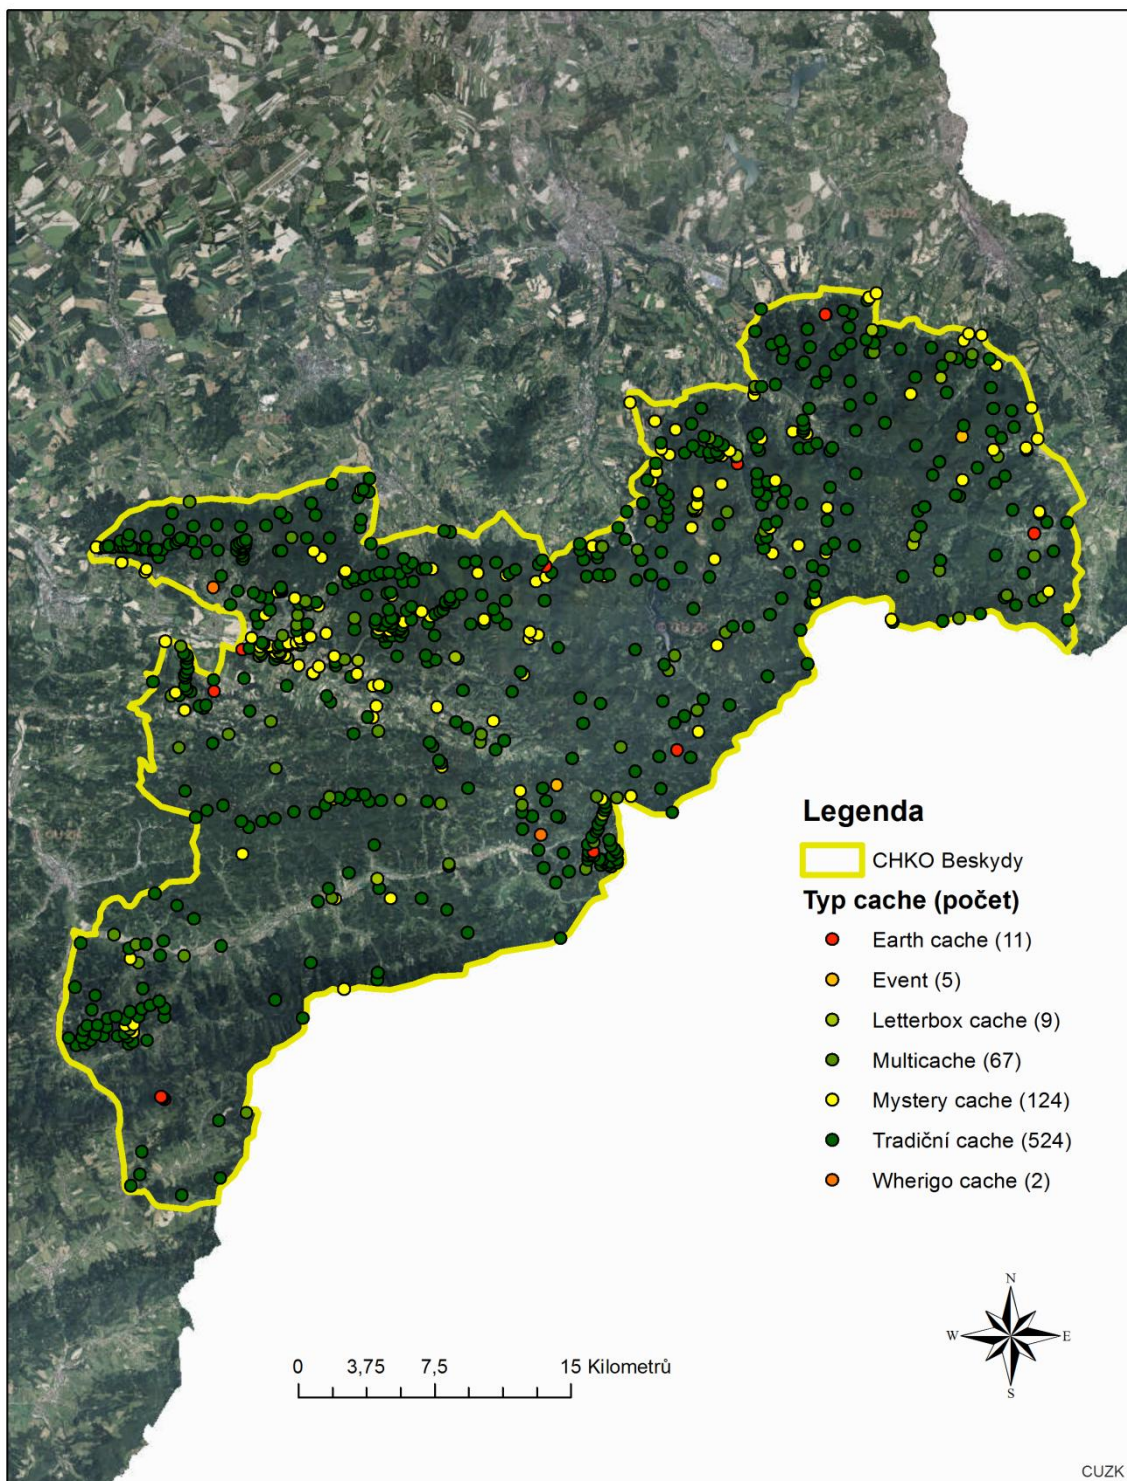 Legenda
CHKO Beskydy
Typ cache (počet)
Earth cache (11)
Event (5)
Letterbox cache (9)
Multicache (67)
Mystery cache (124)
Tradiční cache (524)
Wherigo cache (2)
N
W E
S
0 3,75 7,5 15 Kilometrů
CUZK